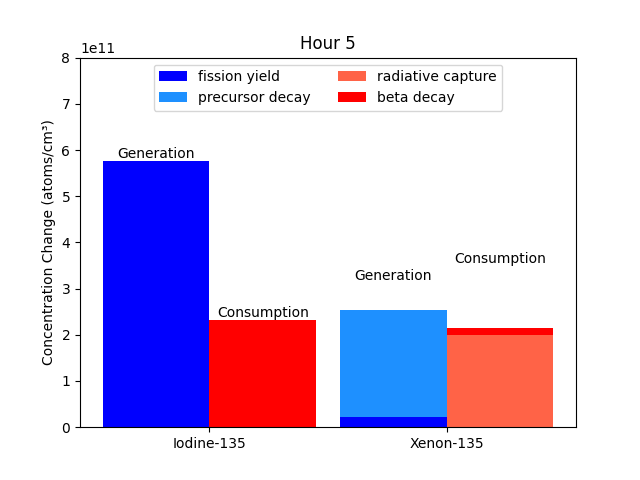 Hour 5
1e11
8
7
6
5
4
3
2
1
0
Concentration Change (atoms/cm³)
fission yield
precursor decay
radiative capture
beta decay
Generation
Consumption
Generation
Consumption
Iodine-135
Xenon-135